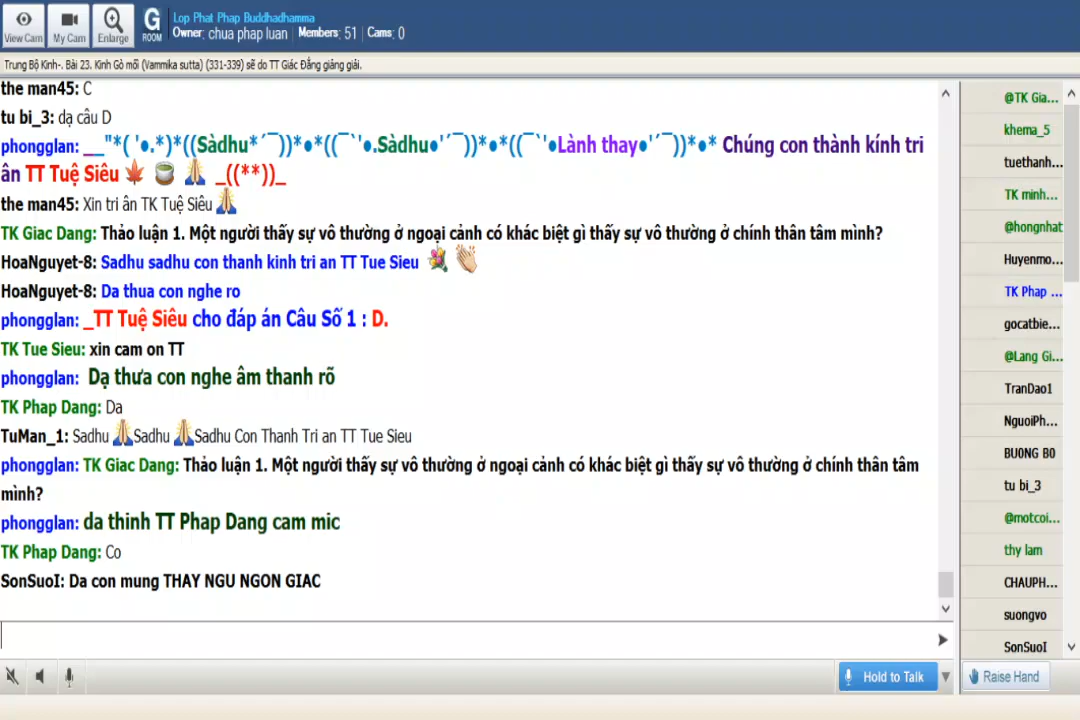 Lop Phat Phap Buddhadhamma
View Cam My Cam Enlarge G ROOM Owner: chua phap luan Members: 51 Cams: 0
Trung Bộ Kinh-. Bài 23. Kinh Gò mối (Vammika sutta) (331-339) sẽ do TT Giác Đẳng giảng giải.
the man45: C
tu bi_3: dạ câu D
phongglan: __"*( '●.*)*((Sàdhu*´¯))*●*((¯`'●.Sàdhu●'´¯))*●*((¯`'●Lành thay●'´¯))*●* Chúng con thành kính tri
ân TT Tuệ Siêu 🍁 🍵 🙏 _((**))_
the man45: Xin tri ân TK Tuệ Siêu 🙏
TK Giac Dang: Thảo luận 1. Một người thấy sự vô thường ở ngoại cảnh có khác biệt gì thấy sự vô thường ở chính thân tâm mình?
HoaNguyet-8: Sadhu sadhu con thanh kinh tri an TT Tue Sieu 💐 👏
HoaNguyet-8: Da thua con nghe ro
phongglan: _TT Tuệ Siêu cho đáp án Câu Số 1 : D.
TK Tue Sieu: xin cam on TT
phongglan: Dạ thưa con nghe âm thanh rõ
TK Phap Dang: Da
TuMan_1: Sadhu 🙏Sadhu 🙏Sadhu Con Thanh Tri an TT Tue Sieu
phongglan: TK Giac Dang: Thảo luận 1. Một người thấy sự vô thường ở ngoại cảnh có khác biệt gì thấy sự vô thường ở chính thân tâm
mình?
phongglan: da thinh TT Phap Dang cam mic
TK Phap Dang: Co
SonSuoI: Da con mung THAY NGU NGON GIAC
@TK Gia...
khema_5
tuethanh...
TK minh...
@hongnhat
Huyenmo...
TK Phap ...
gocatbie...
@Lang Gi...
TranDao1
NguoiPh...
BUONG BO
tu bi_3
@motcoi...
thy lam
CHAUPH...
suongvo
SonSuoI
Hold to Talk
Raise Hand